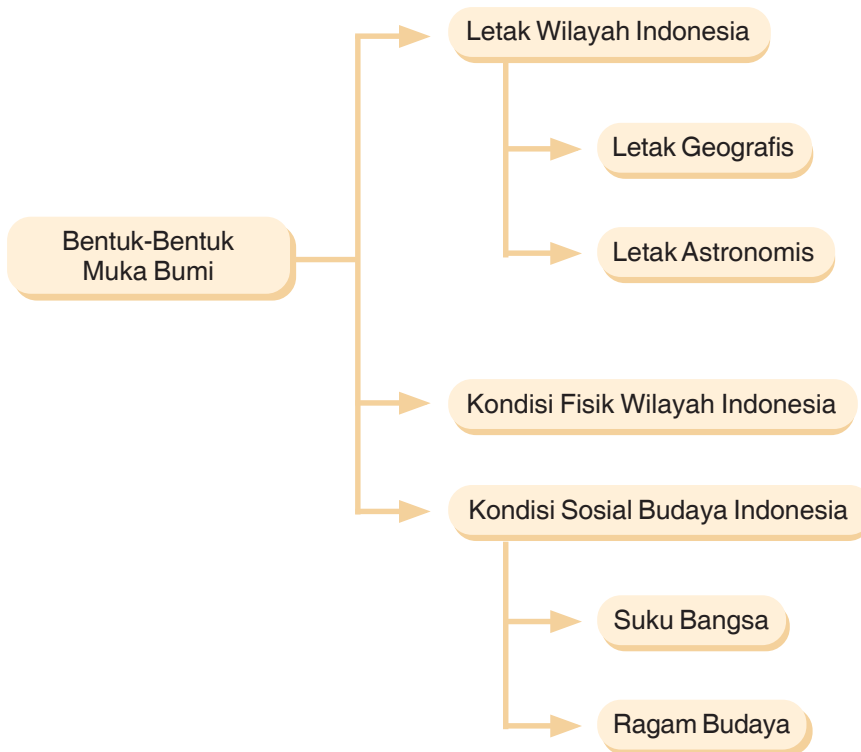 Letak Wilayah Indonesia
Letak Geografis
Letak Astronomis
Bentuk-Bentuk
Muka Bumi
Kondisi Fisik Wilayah Indonesia
Kondisi Sosial Budaya Indonesia
Suku Bangsa
Ragam Budaya